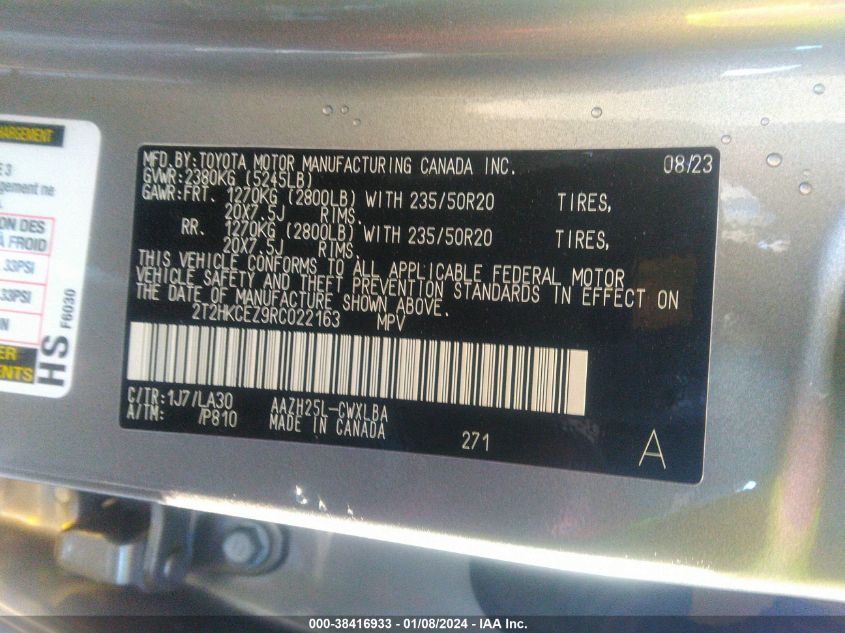 CHARGEMENT
E 3
gement ne
ON DES
À FROID
33PSI
33PSI
ON
ER
ENTS
HS
F6030
MFD.BY:TOYOTA MOTOR MANUFACTURING CANADA INC. 08/23
GVWR:2380KG (5245LB)
GAWR:FRT. 1270KG (2800LB) WITH 235/50R20 TIRES,
20X7.5J RIMS.
RR. 1270KG (2800LB) WITH 235/50R20 TIRES,
20X7.5J RIMS.
THIS VEHICLE CONFORMS TO ALL APPLICABLE FEDERAL MOTOR
VEHICLE SAFETY AND THEFT PREVENTION STANDARDS IN EFFECT ON
THE DATE OF MANUFACTURE SHOWN ABOVE.
2T2HKCEZ9RC022163 MPV
C/TR:1J7/LA30 AAZH25L-CWXLBA
A/TM: /P810 MADE IN CANADA
271
A
000-38416933 - 01/08/2024 - IAA Inc.